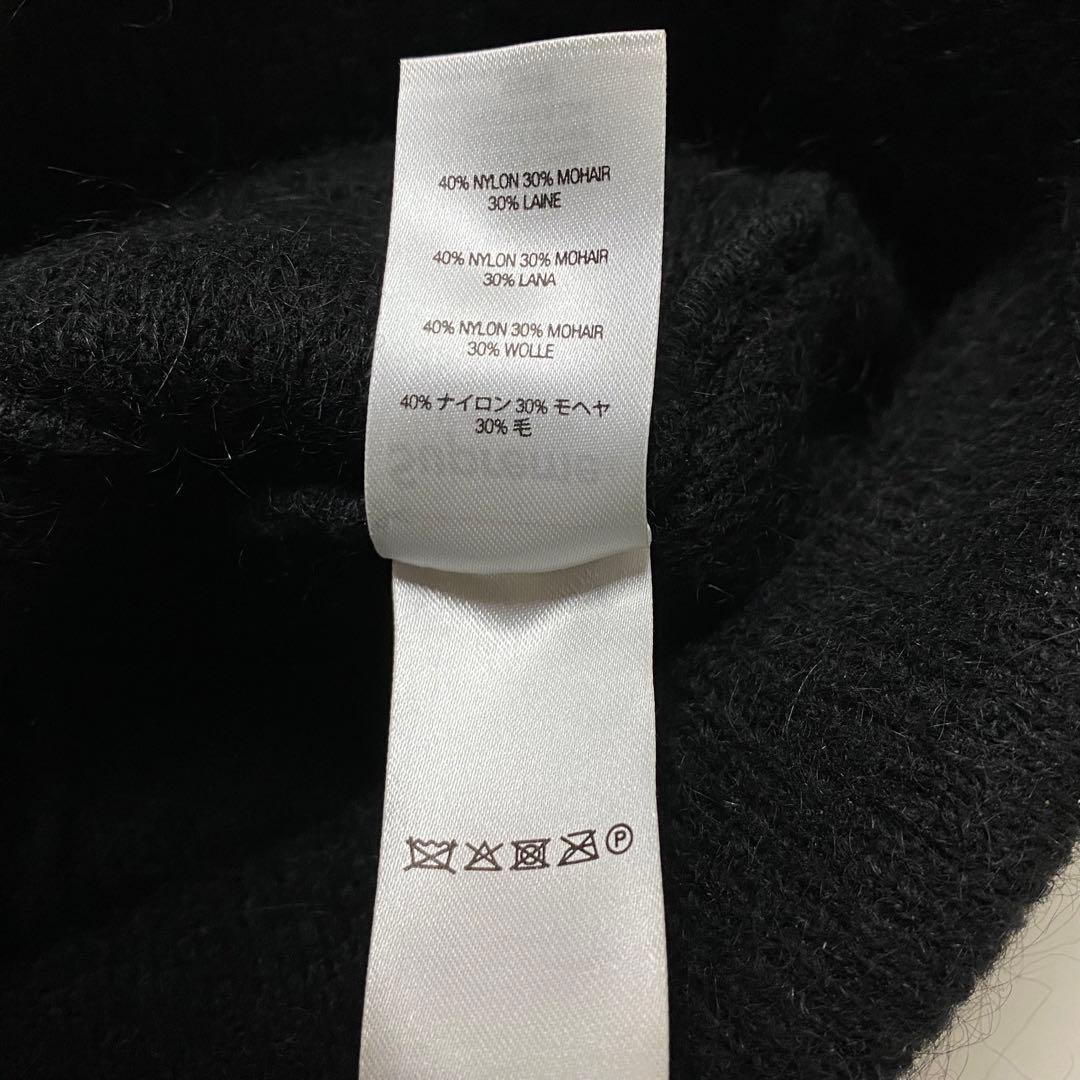 40% NYLON 30% MOHAIR
30% LAINE
40% NYLON 30% MOHAIR
30% LANA
40% NYLON 30% MOHAIR
30% WOLLE
40% ナイロン 30% モヘヤ
30% 毛
P